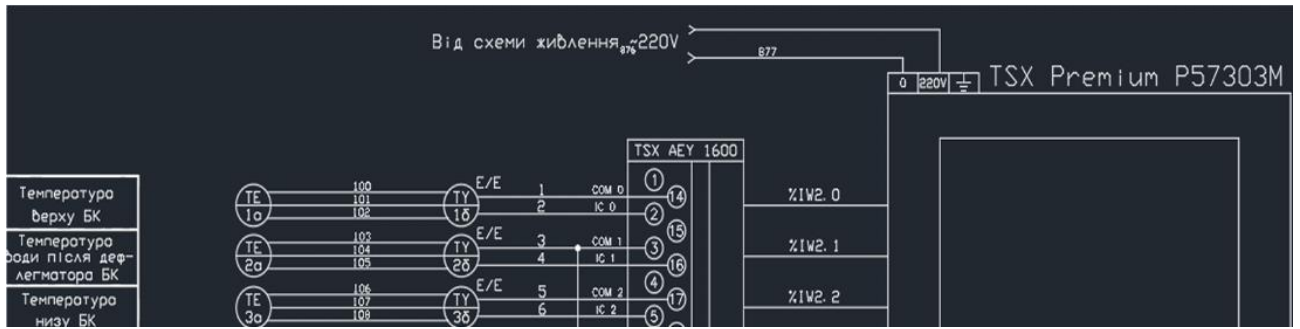 Від схеми живлення ~220V
876
877
TSX Premium P57303M
0 220V
TSX AEY 1600
Температура
верху БК
TE
1а
100
101
102
TY
1б
E/E
1
2
COM 0
IC 0
1
14
2
%IW2.0
Температура
води після деф-
легматора БК
TE
2а
103
104
105
TY
2б
E/E
3
4
COM 1
IC 1
15
3
16
%IW2.1
Температура
низу БК
TE
3а
106
107
108
TY
3б
E/E
5
6
COM 2
IC 2
4
17
5
%IW2.2